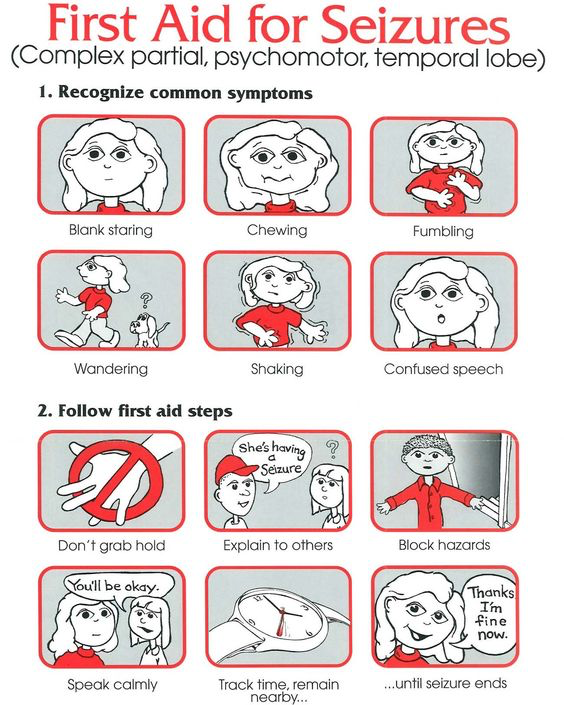 First Aid for Seizures
(Complex partial, psychomotor, temporal lobe)
1. Recognize common symptoms
Blank staring
Chewing
Fumbling
?
Wandering
Shaking
Confused speech
2. Follow first aid steps
She's having
a
Seizure
?
Don't grab hold
Explain to others
Block hazards
You'll be okay.
Thanks
I'm
fine
now.
Speak calmly
Track time, remain
nearby...
...until seizure ends